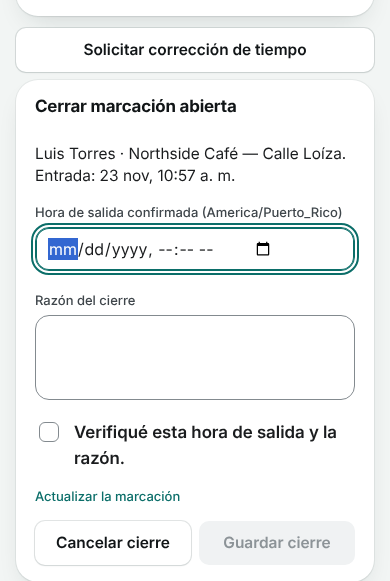 Solicitar corrección de tiempo
Cerrar marcación abierta
Luis Torres · Northside Café — Calle Loíza.
Entrada: 23 nov, 10:57 a. m.
Hora de salida confirmada (America/Puerto_Rico)
mm/dd/yyyy, --:-- --
Razón del cierre
Verifiqué esta hora de salida y la
razón.
Actualizar la marcación
Cancelar cierre
Guardar cierre